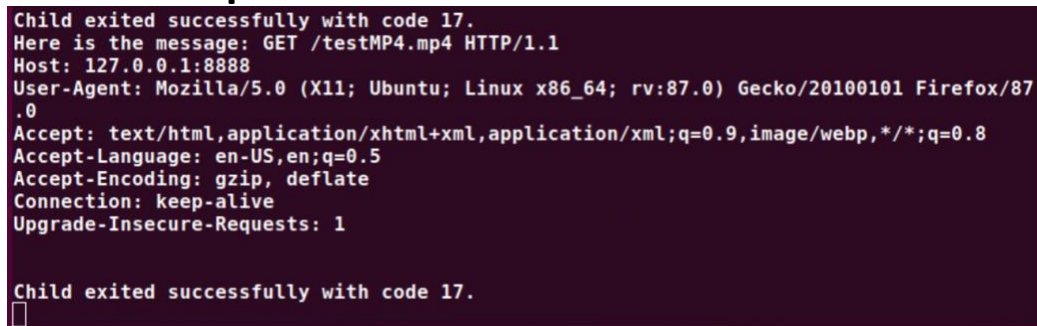 Child exited successfully with code 17.
Here is the message: GET /testMP4.mp4 HTTP/1.1
Host: 127.0.0.1:8888
User-Agent: Mozilla/5.0 (X11; Ubuntu; Linux x86_64; rv:87.0) Gecko/20100101 Firefox/87
.0
Accept: text/html,application/xhtml+xml,application/xml;q=0.9,image/webp,*/*;q=0.8
Accept-Language: en-US,en;q=0.5
Accept-Encoding: gzip, deflate
Connection: keep-alive
Upgrade-Insecure-Requests: 1
Child exited successfully with code 17.